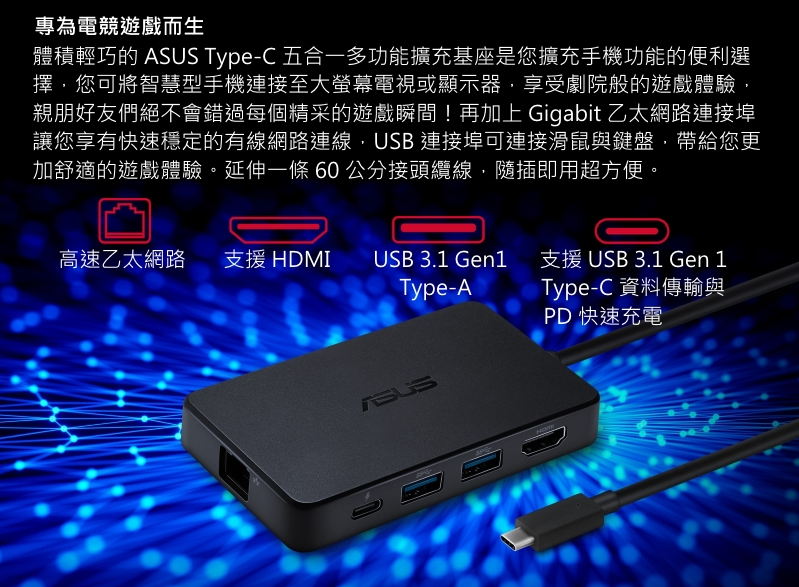 專為電競遊戲而生
體積輕巧的 ASUS Type-C 五合一多功能擴充基座是您擴充手機功能的便利選
擇，您可將智慧型手機連接至大螢幕電視或顯示器，享受劇院般的遊戲體驗，
親朋好友們絕不會錯過每個精采的遊戲瞬間！再加上 Gigabit 乙太網路連接埠
讓您享有快速穩定的有線網路連線，USB 連接埠可連接滑鼠與鍵盤，帶給您更
加舒適的遊戲體驗。延伸一條 60 公分接頭纜線，隨插即用超方便。
高速乙太網路
支援 HDMI
USB 3.1 Gen1
Type-A
支援 USB 3.1 Gen 1
Type-C 資料傳輸與
PD 快速充電
ASUS
HDMI